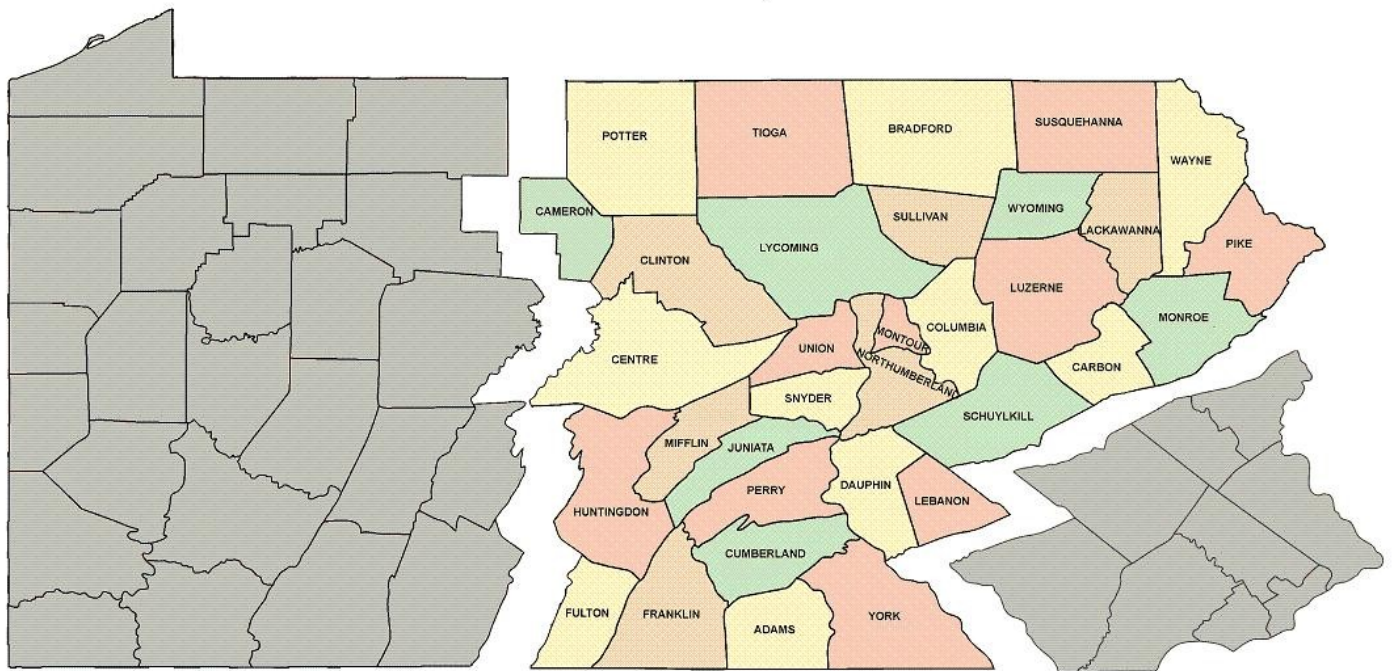 POTTER
TIOGA
BRADFORD
SUSQUEHANNA
WAYNE
CAMERON
SULLIVAN
WYOMING
LACKAWANNA
CLINTON
LYCOMING
PIKE
LUZERNE
MONROE
CENTRE
UNION
MONTOUR
COLUMBIA
CARBON
NORTHUMBERLAND
SNYDER
SCHUYLKILL
MIFFLIN
JUNIATA
HUNTINGDON
PERRY
DAUPHIN
LEBANON
CUMBERLAND
FULTON
FRANKLIN
ADAMS
YORK